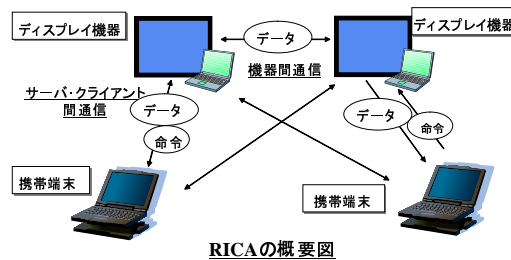 ディスプレイ機器
データ
ディスプレイ機器
機器間通信
サーバ・クライアント
間通信
データ
命令
データ
命令
携帯端末
携帯端末
RICAの概要図